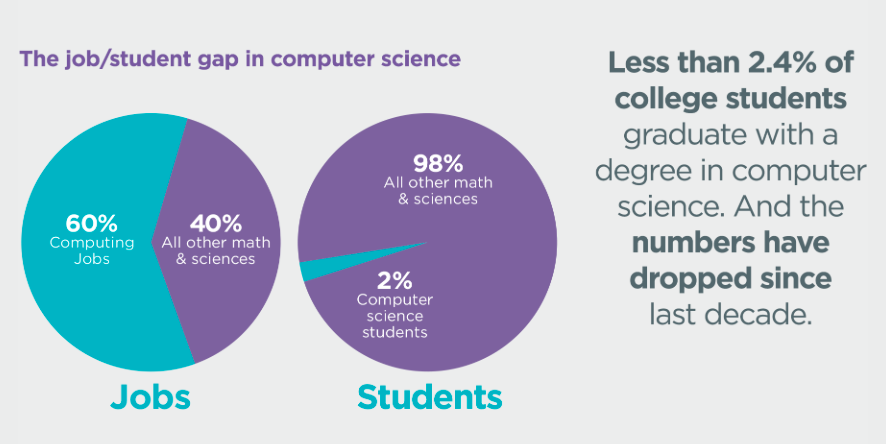 The job/student gap in computer science
60%
Computing
Jobs
40%
All other math
& sciences
Jobs
98%
All other math
& sciences
2%
Computer
science
students
Students
Less than 2.4% of
college students
graduate with a
degree in computer
science. And the
numbers have
dropped since
last decade.